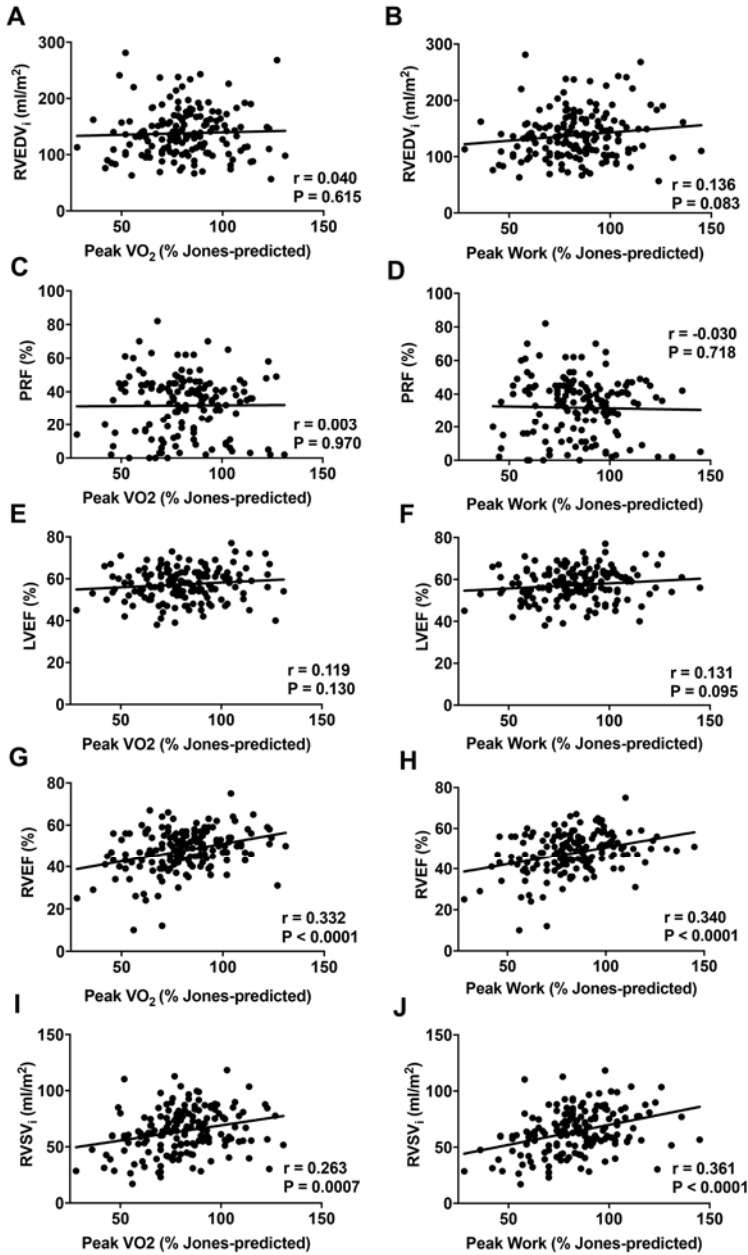 A
RVEDVi (ml/m²)
300
200
100
0
50
100
150
r = 0.040
P = 0.615
Peak VO₂ (% Jones-predicted)
B
RVEDVi (ml/m²)
300
200
100
0
50
100
150
r = 0.136
P = 0.083
Peak Work (% Jones-predicted)
C
PRF (%)
100
80
60
40
20
0
50
100
150
r = 0.003
P = 0.970
Peak VO2 (% Jones-predicted)
D
PRF (%)
100
80
60
40
20
0
50
100
150
r = -0.030
P = 0.718
Peak Work (% Jones-predicted)
E
LVEF (%)
80
60
40
20
0
50
100
150
r = 0.119
P = 0.130
Peak VO2 (% Jones-predicted)
F
LVEF (%)
80
60
40
20
0
50
100
150
r = 0.131
P = 0.095
Peak Work (% Jones-predicted)
G
RVEF (%)
80
60
40
20
0
50
100
150
r = 0.332
P < 0.0001
Peak VO₂ (% Jones-predicted)
H
RVEF (%)
80
60
40
20
0
50
100
150
r = 0.340
P < 0.0001
Peak Work (% Jones-predicted)
I
RVSVi (ml/m²)
150
100
50
0
50
100
150
r = 0.263
P = 0.0007
Peak VO2 (% Jones-predicted)
J
RVSVi (ml/m²)
150
100
50
0
50
100
150
r = 0.361
P < 0.0001
Peak Work (% Jones-predicted)